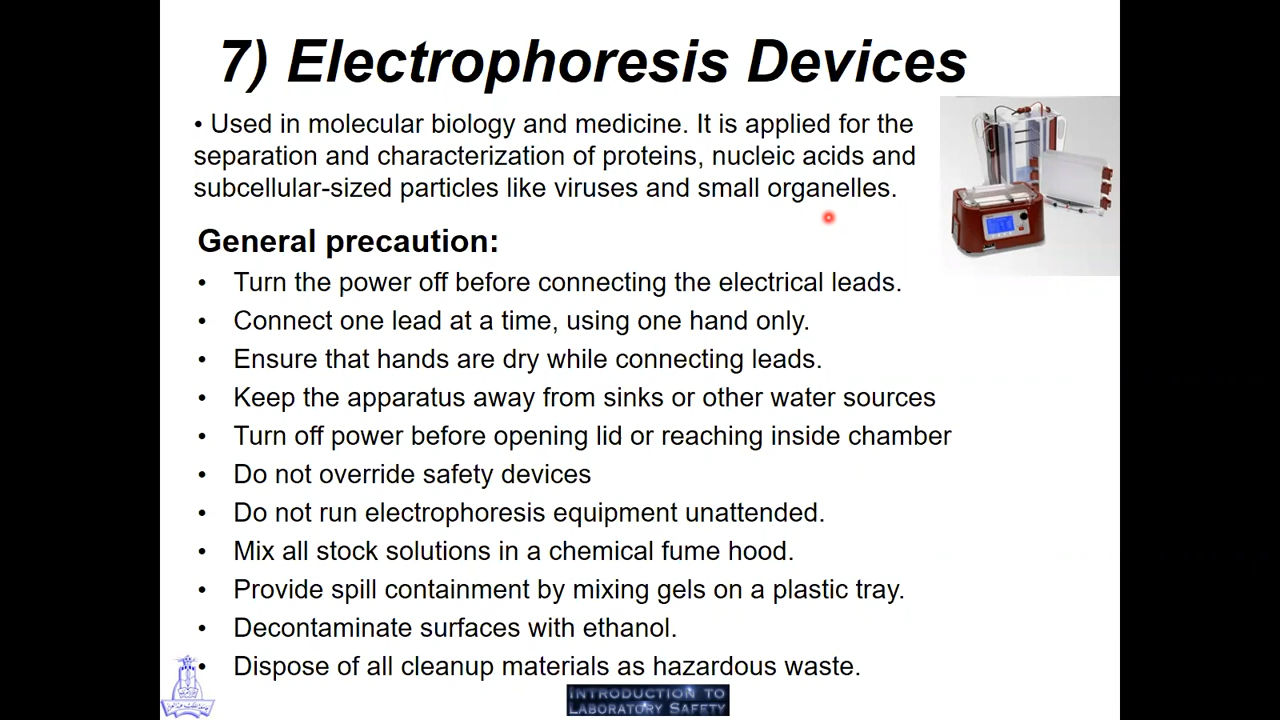 7) Electrophoresis Devices
• Used in molecular biology and medicine. It is applied for the
separation and characterization of proteins, nucleic acids and
subcellular-sized particles like viruses and small organelles.
General precaution:
• Turn the power off before connecting the electrical leads.
• Connect one lead at a time, using one hand only.
• Ensure that hands are dry while connecting leads.
• Keep the apparatus away from sinks or other water sources
• Turn off power before opening lid or reaching inside chamber
• Do not override safety devices
• Do not run electrophoresis equipment unattended.
• Mix all stock solutions in a chemical fume hood.
• Provide spill containment by mixing gels on a plastic tray.
• Decontaminate surfaces with ethanol.
• Dispose of all cleanup materials as hazardous waste.
INTRODUCTION TO
LABORATORY SAFETY